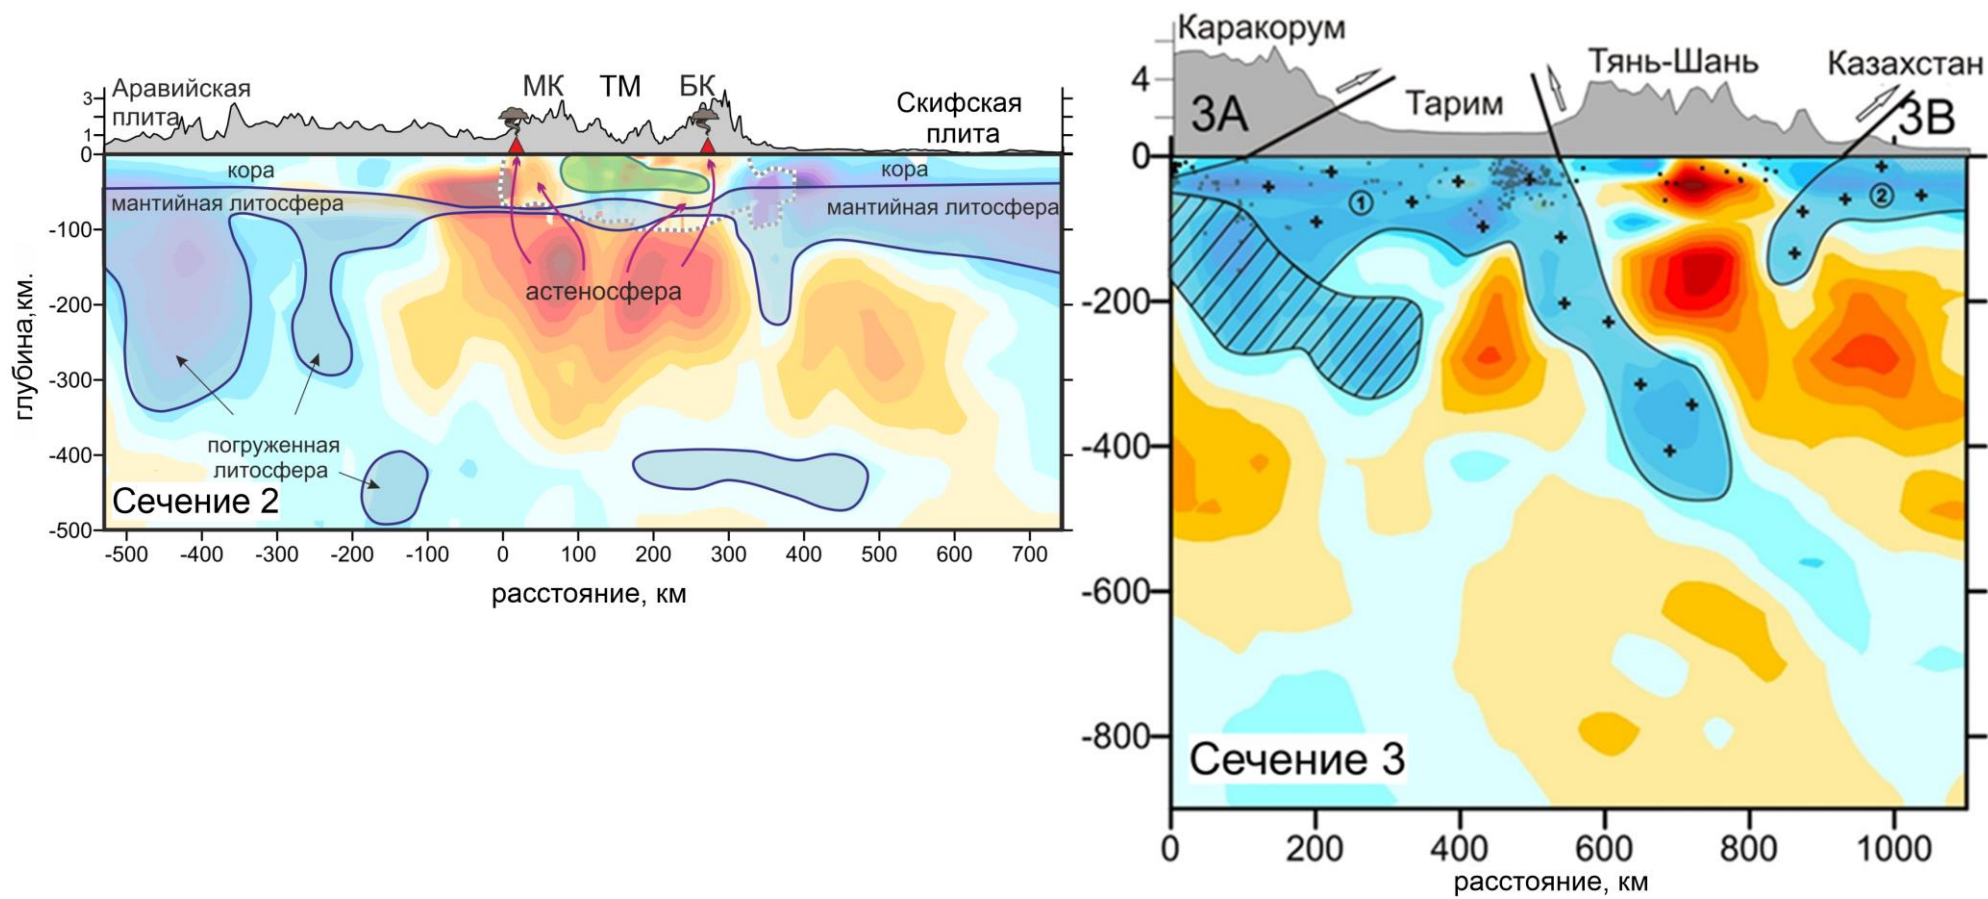 Аравийская
плита
МК
ТМ
БК
Скифская
плита
3
1
0
-100
-200
-300
-400
-500
глубина,км.
кора
мантийная литосфера
кора
мантийная литосфера
астеносфера
погруженная
литосфера
Сечение 2
-500 -400 -300 -200 -100 0 100 200 300 400 500 600 700
расстояние, км
Каракорум
Тянь-Шань
Казахстан
Тарим
3А
3В
4
0
-200
-400
-600
-800
1
2
Сечение 3
0 200 400 600 800 1000
расстояние, км